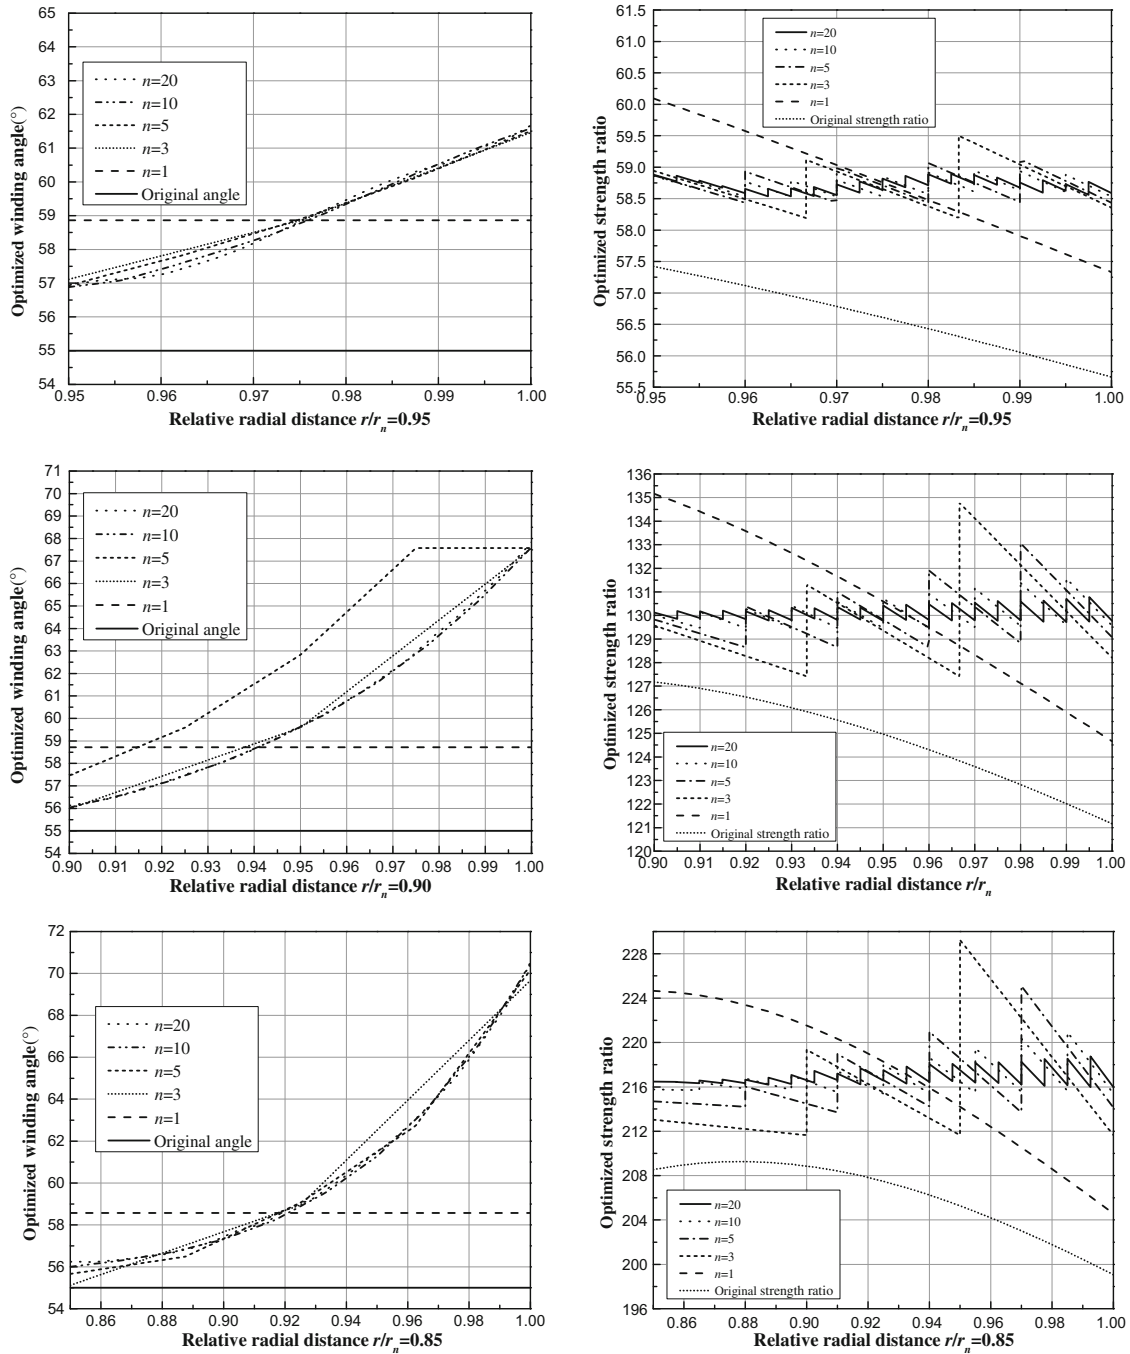 65
64
63
62
61
60
59
58
57
56
55
54
Optimized winding angle(°)
n=20
n=10
n=5
n=3
n=1
Original angle
0.95 0.96 0.97 0.98 0.99 1.00
Relative radial distance r/rn=0.95
61.5
61.0
60.5
60.0
59.5
59.0
58.5
58.0
57.5
57.0
56.5
56.0
55.5
Optimized strength ratio
n=20
n=10
n=5
n=3
n=1
Original strength ratio
0.95 0.96 0.97 0.98 0.99 1.00
Relative radial distance r/rn=0.95
71
70
69
68
67
66
65
64
63
62
61
60
59
58
57
56
55
54
Optimized winding angle(°)
n=20
n=10
n=5
n=3
n=1
Original angle
0.90 0.91 0.92 0.93 0.94 0.95 0.96 0.97 0.98 0.99 1.00
Relative radial distance r/rn=0.90
136
135
134
133
132
131
130
129
128
127
126
125
124
123
122
121
120
Optimized strength ratio
n=20
n=10
n=5
n=3
n=1
Original strength ratio
0.90 0.91 0.92 0.93 0.94 0.95 0.96 0.97 0.98 0.99 1.00
Relative radial distance r/rn
72
70
68
66
64
62
60
58
56
54
Optimized winding angle(°)
n=20
n=10
n=5
n=3
n=1
Original angle
0.86 0.88 0.90 0.92 0.94 0.96 0.98 1.00
Relative radial distance r/rn=0.85
228
224
220
216
212
208
204
200
196
Optimized strength ratio
n=20
n=10
n=5
n=3
n=1
Original strength ratio
0.86 0.88 0.90 0.92 0.94 0.96 0.98 1.00
Relative radial distance r/rn=0.85